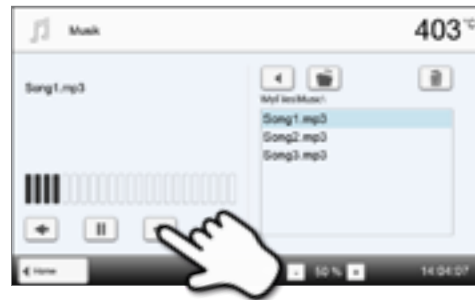 Musik
403 °C
Song1.mp3
MyFiles\Music\
Song1.mp3
Song2.mp3
Song3.mp3
Home
- 50 % +
14:04:07